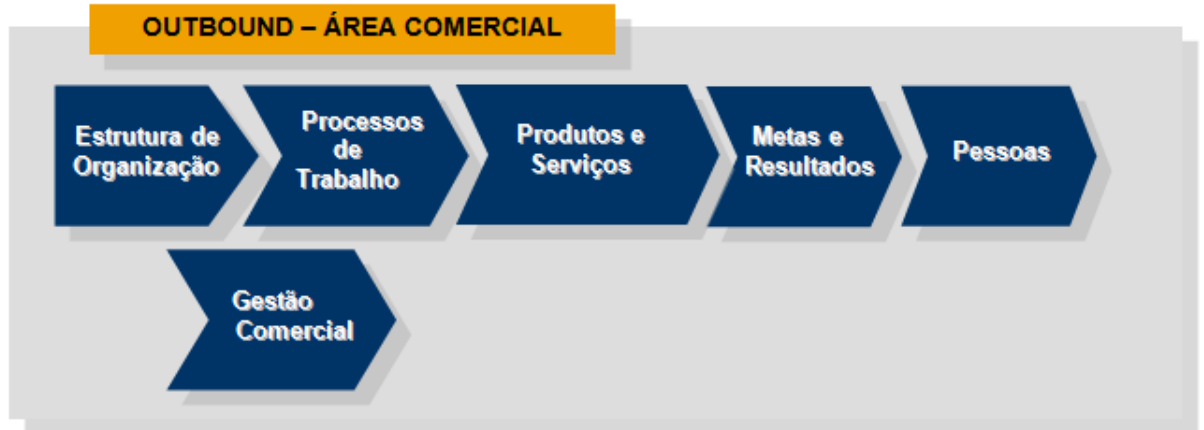 OUTBOUND – ÁREA COMERCIAL
Estrutura de
Organização
Processos
de
Trabalho
Produtos e
Serviços
Metas e
Resultados
Pessoas
Gestão
Comercial